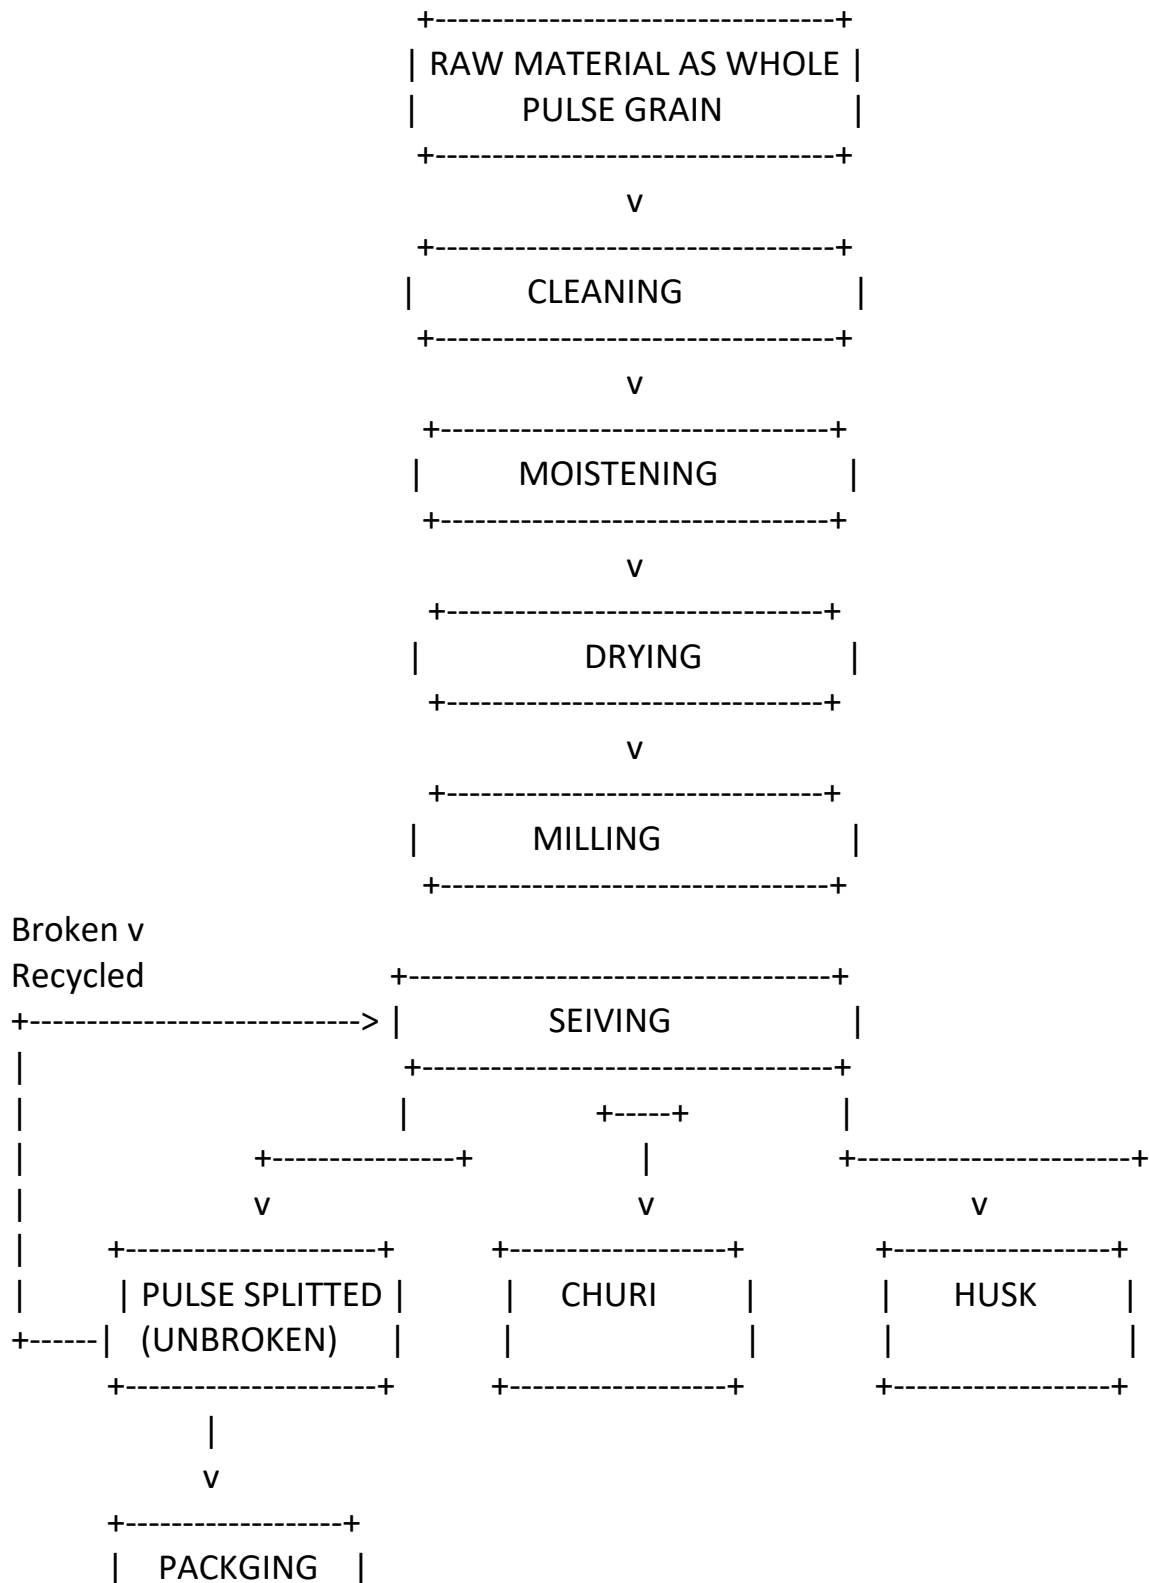 +-----------------------------------+
| RAW MATERIAL AS WHOLE |
| PULSE GRAIN |
+-----------------------------------+
v
+-----------------------------------+
| CLEANING |
+-----------------------------------+
v
+----------------------------------+
| MOISTENING |
+----------------------------------+
v
+---------------------------------+
| DRYING |
+---------------------------------+
v
+---------------------------------+
| MILLING |
+----------------------------------+
Broken v
Recycled +-------------------------------------+
+-----------------------------> | SEIVING |
| +------------------------------------+
| | +-----+ |
| +----------------+ | +------------------------+
| v v v
| +----------------------+ +-------------------+ +-------------------+
| | PULSE SPLITTED | | CHURI | | HUSK |
+------| (UNBROKEN) | | | | |
+----------------------+ +-------------------+ +-------------------+
|
v
+-------------------+
| PACKGING |